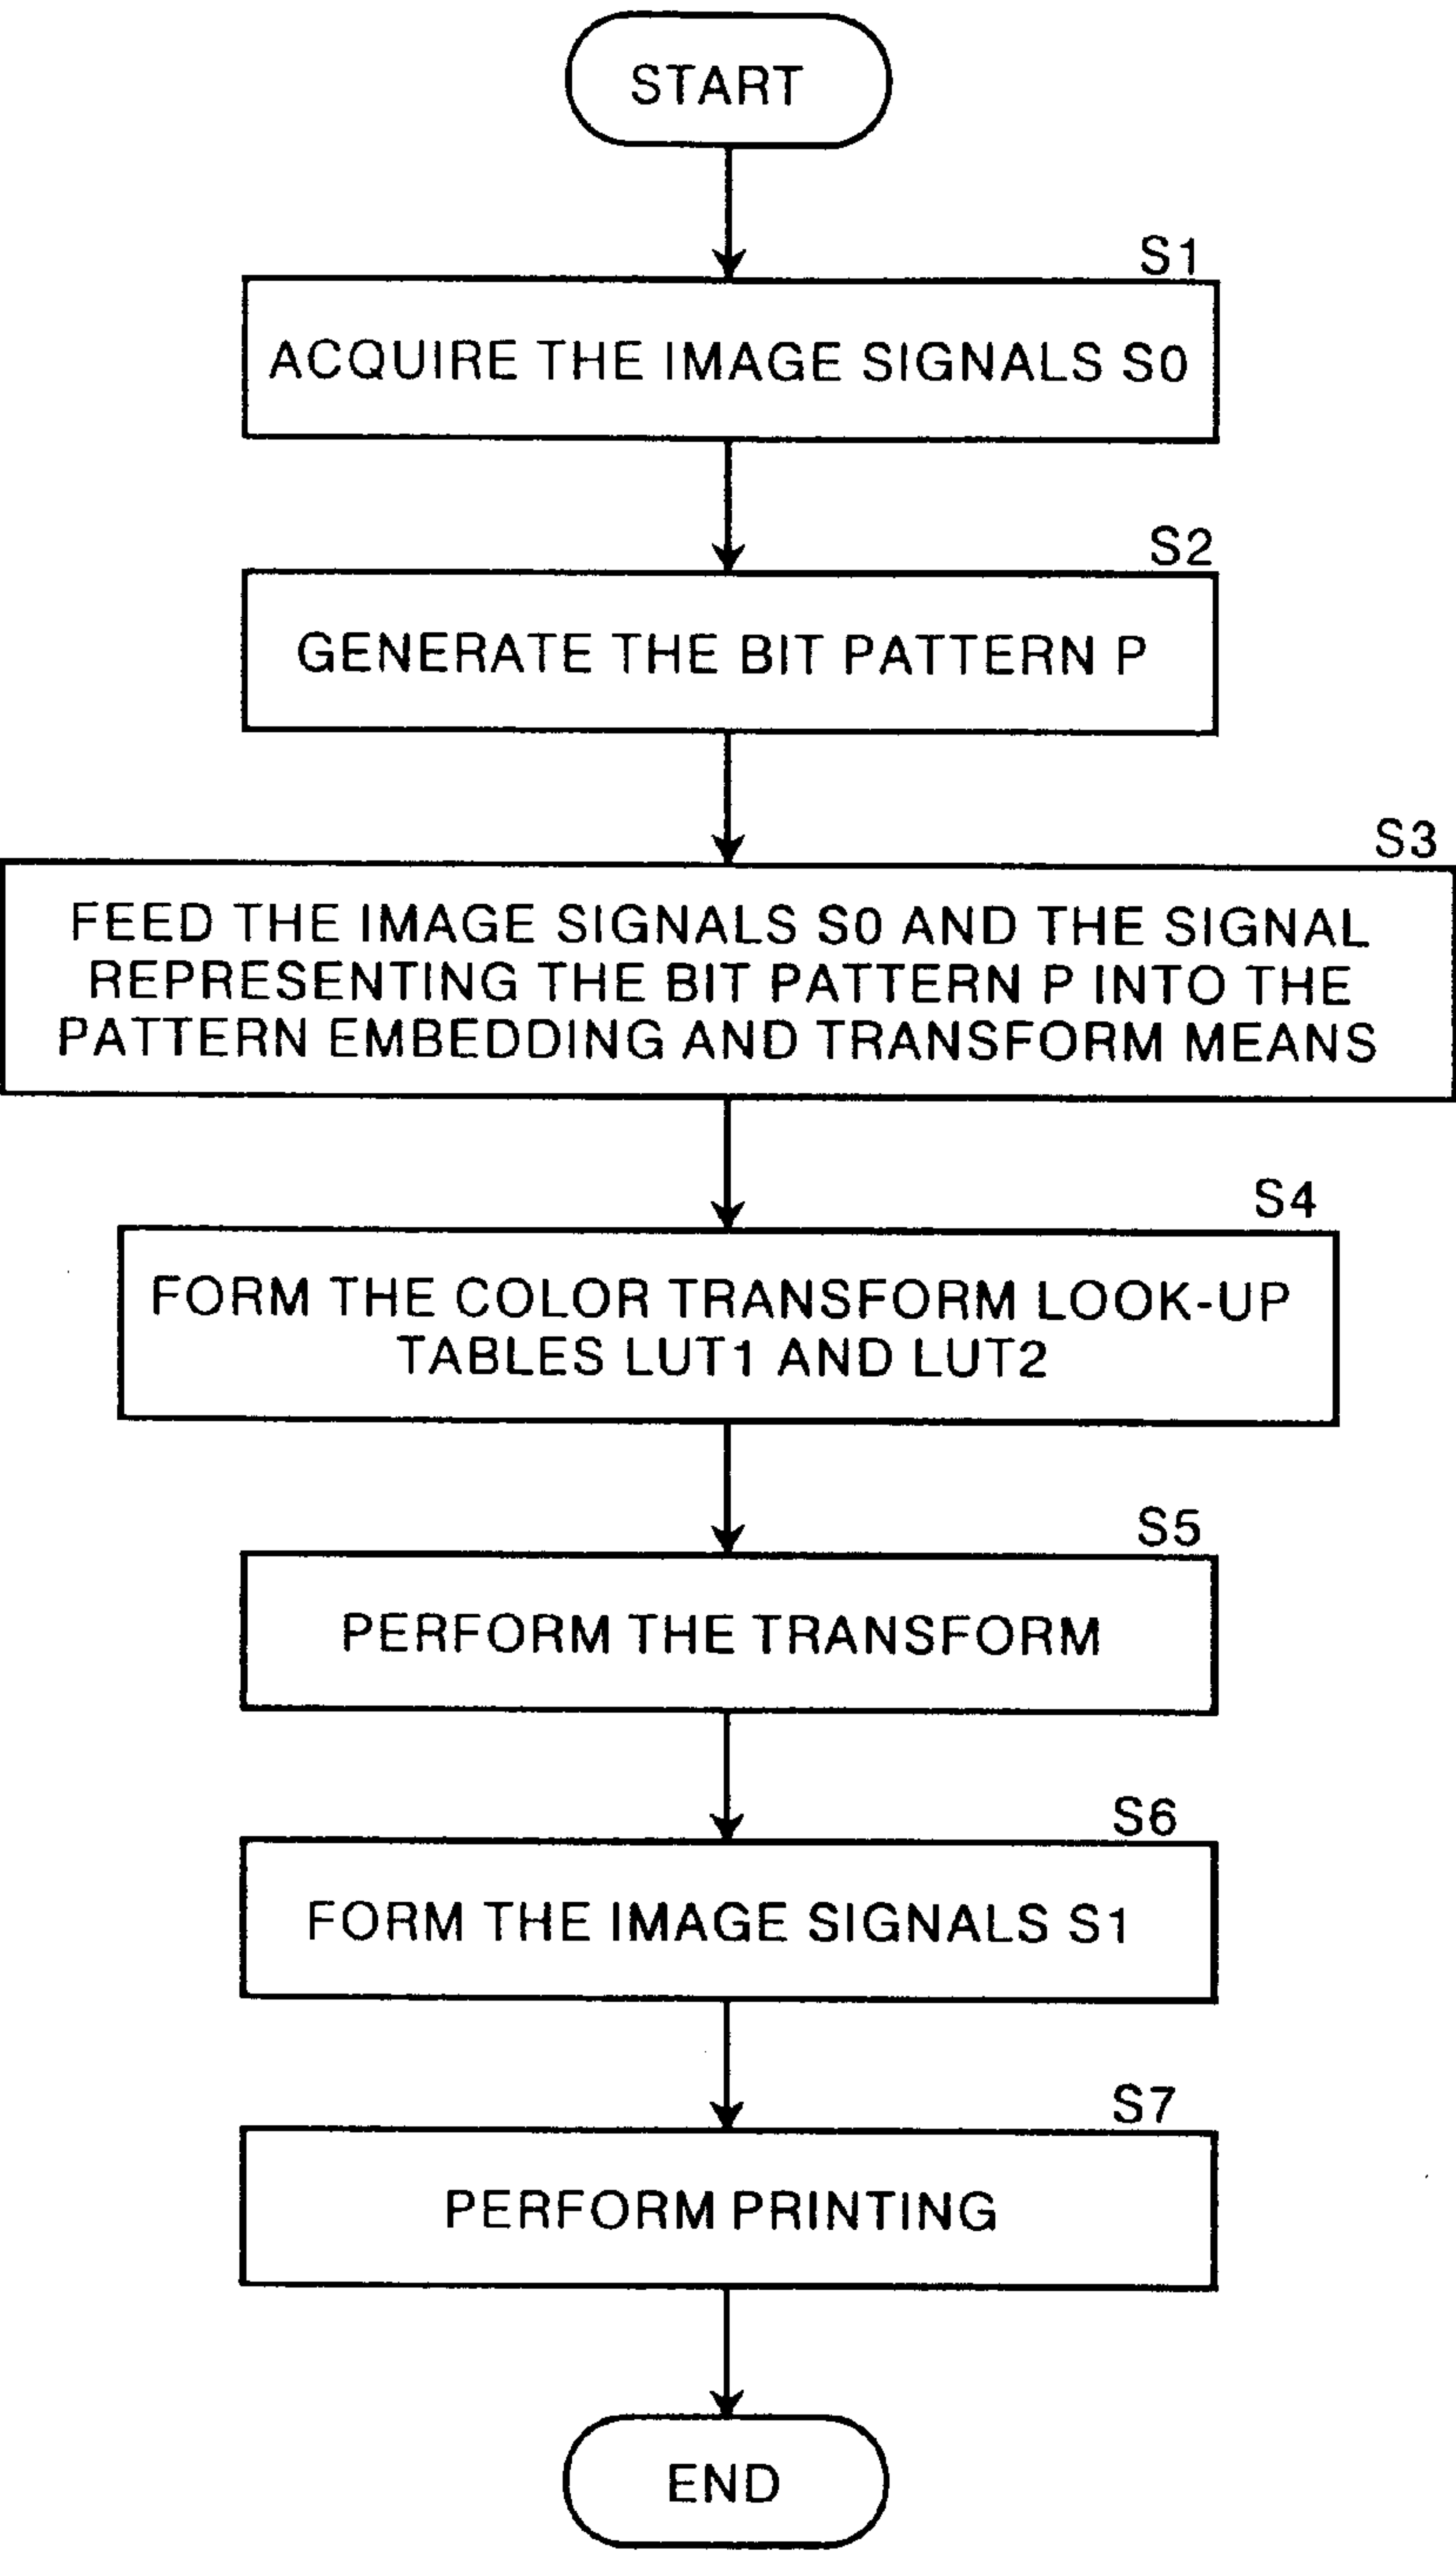 START
S1
ACQUIRE THE IMAGE SIGNALS S0
S2
GENERATE THE BIT PATTERN P
S3
FEED THE IMAGE SIGNALS S0 AND THE SIGNAL
REPRESENTING THE BIT PATTERN P INTO THE
PATTERN EMBEDDING AND TRANSFORM MEANS
S4
FORM THE COLOR TRANSFORM LOOK-UP
TABLES LUT1 AND LUT2
S5
PERFORM THE TRANSFORM
S6
FORM THE IMAGE SIGNALS S1
S7
PERFORM PRINTING
END